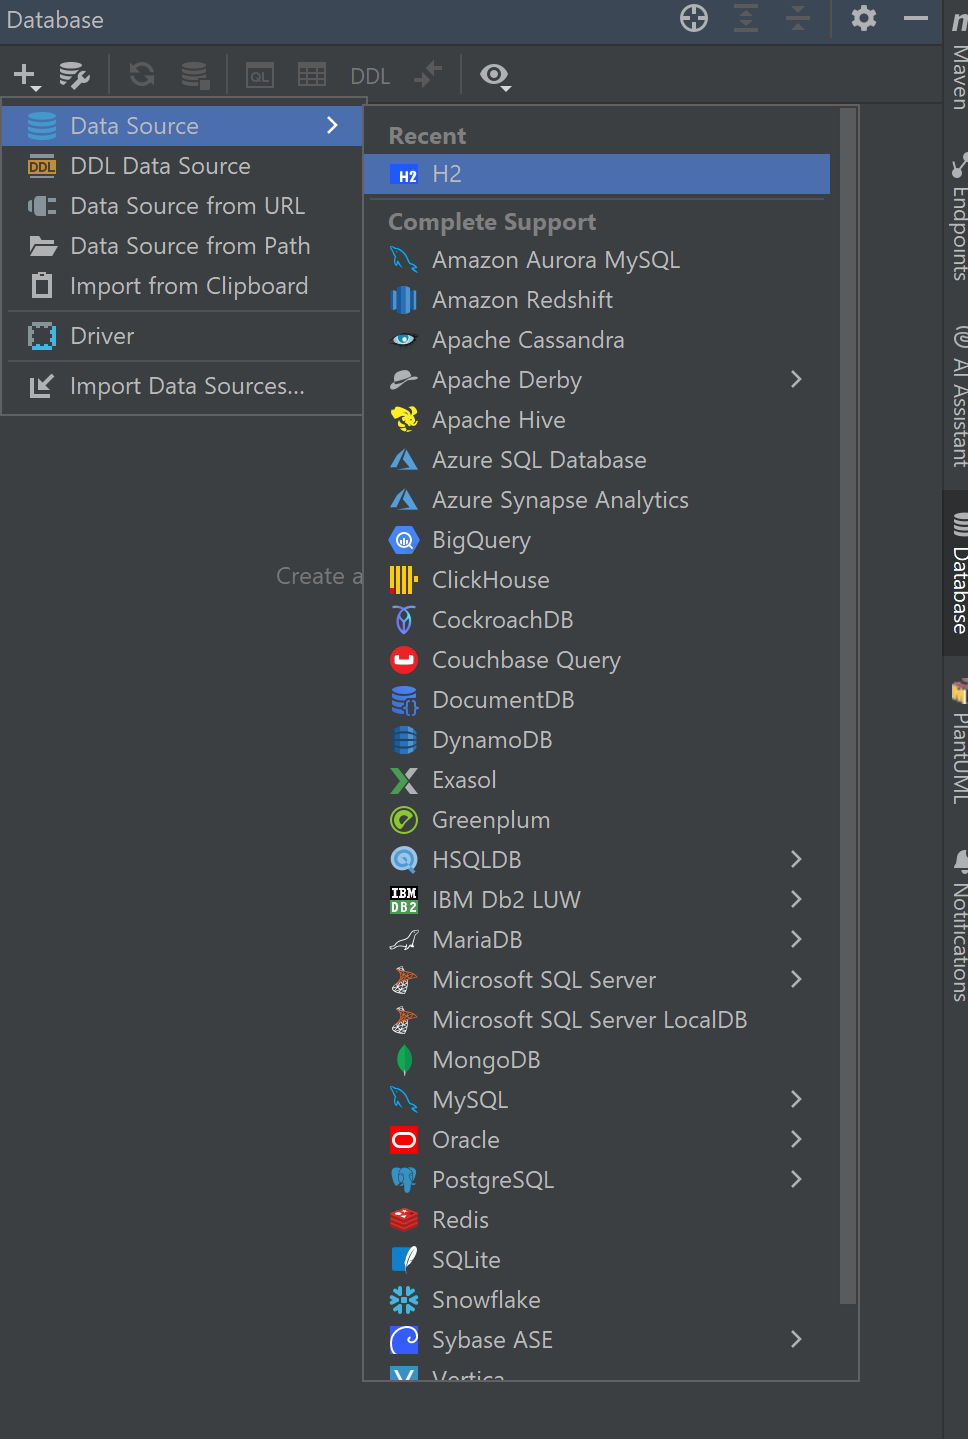 Database
QL
DDL
Data Source
DDL
DDL Data Source
Data Source from URL
Data Source from Path
Import from Clipboard
Driver
Import Data Sources...
Create a
Recent
H2
H2
Complete Support
Amazon Aurora MySQL
Amazon Redshift
Apache Cassandra
Apache Derby
Apache Hive
Azure SQL Database
Azure Synapse Analytics
BigQuery
ClickHouse
CockroachDB
Couchbase Query
DocumentDB
DynamoDB
Exasol
Greenplum
HSQLDB
IBM
DB2
IBM Db2 LUW
MariaDB
Microsoft SQL Server
Microsoft SQL Server LocalDB
MongoDB
MySQL
Oracle
PostgreSQL
Redis
SQLite
Snowflake
Sybase ASE
Vertica
m
Maven
Endpoints
AI Assistant
Database
PlantUML
Notifications